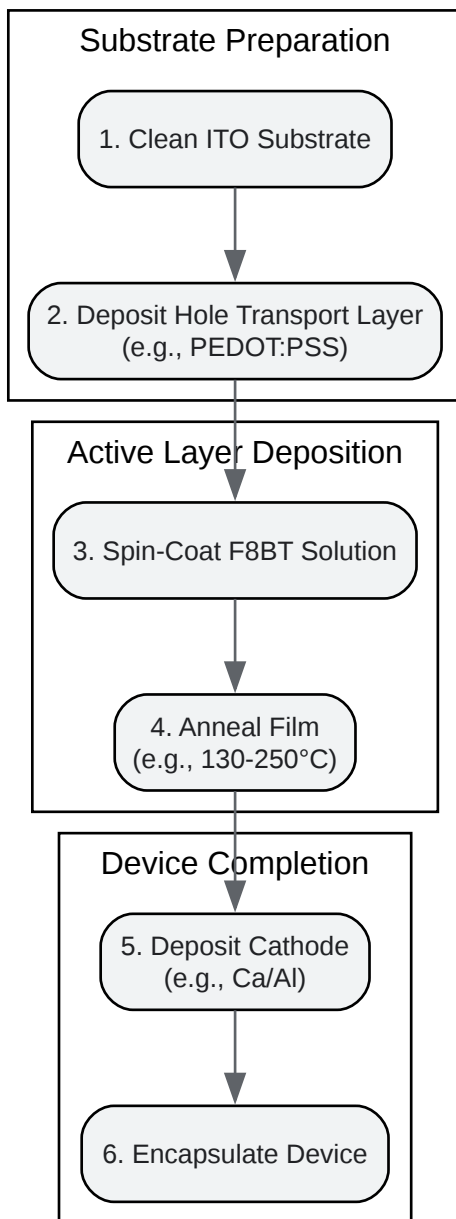 Substrate Preparation
1. Clean ITO Substrate
2. Deposit Hole Transport Layer
(e.g., PEDOT:PSS)
Active Layer Deposition
3. Spin-Coat F8BT Solution
4. Anneal Film
(e.g., 130-250°C)
Device Completion
5. Deposit Cathode
(e.g., Ca/Al)
6. Encapsulate Device